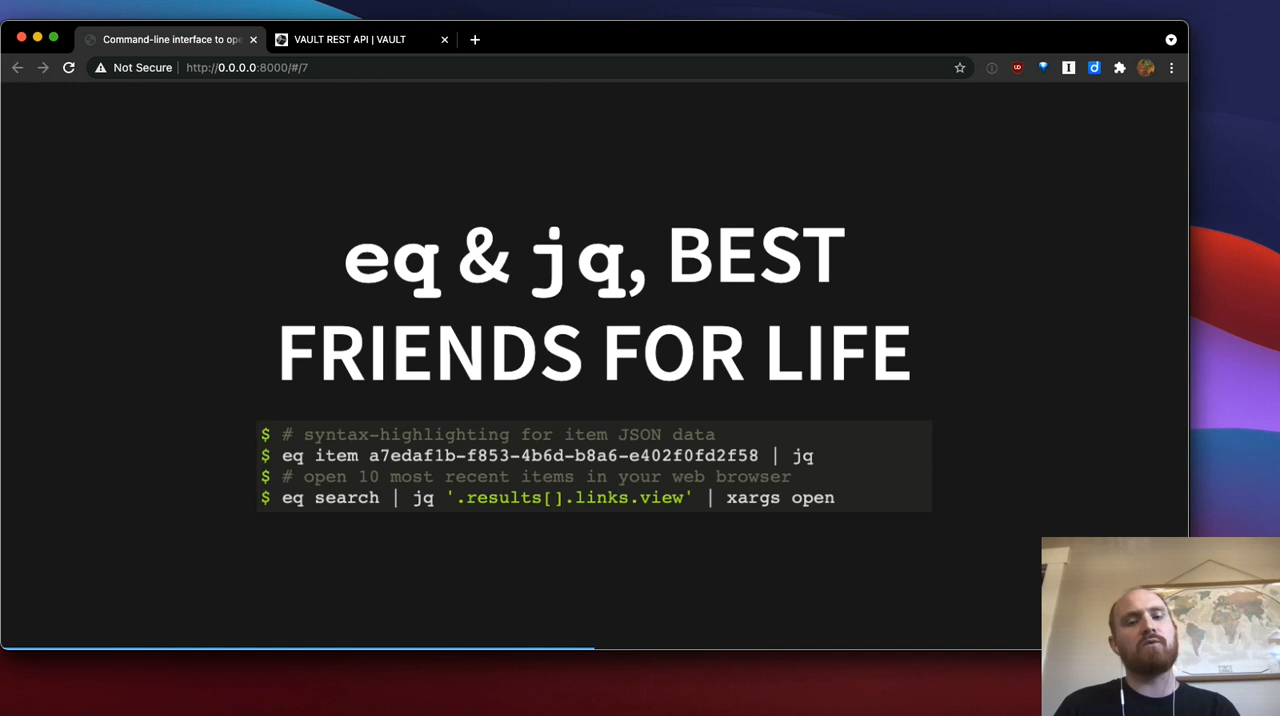 Command-line interface to ope
VAULT REST API | VAULT
Not Secure | http://0.0.0.0:8000/#/7
eq & jq, BEST
FRIENDS FOR LIFE
$ # syntax-highlighting for item JSON data
$ eq item a7edaf1b-f853-4b6d-b8a6-e402f0fd2f58 | jq
$ # open 10 most recent items in your web browser
$ eq search | jq '.results[].links.view' | xargs open